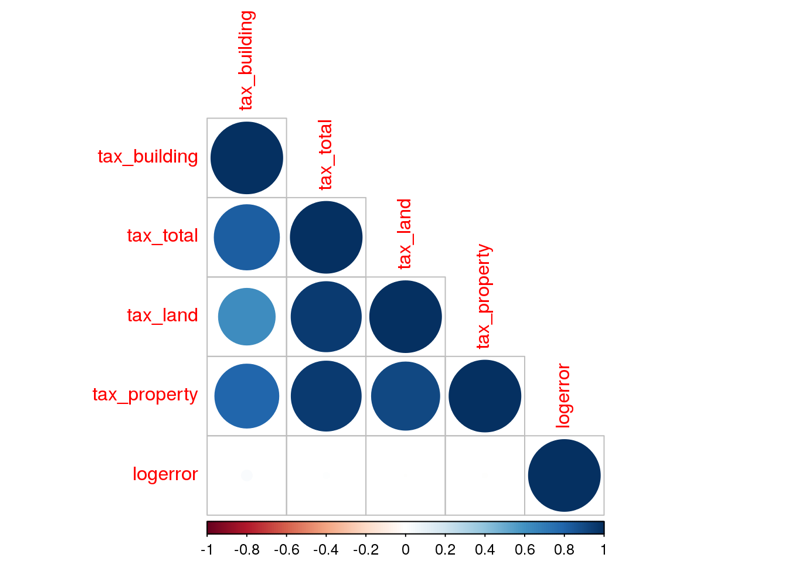 tax_building
tax_total
tax_land
tax_property
logerror
tax_building
tax_total
tax_land
tax_property
logerror
-1 -0.8 -0.6 -0.4 -0.2 0 0.2 0.4 0.6 0.8 1